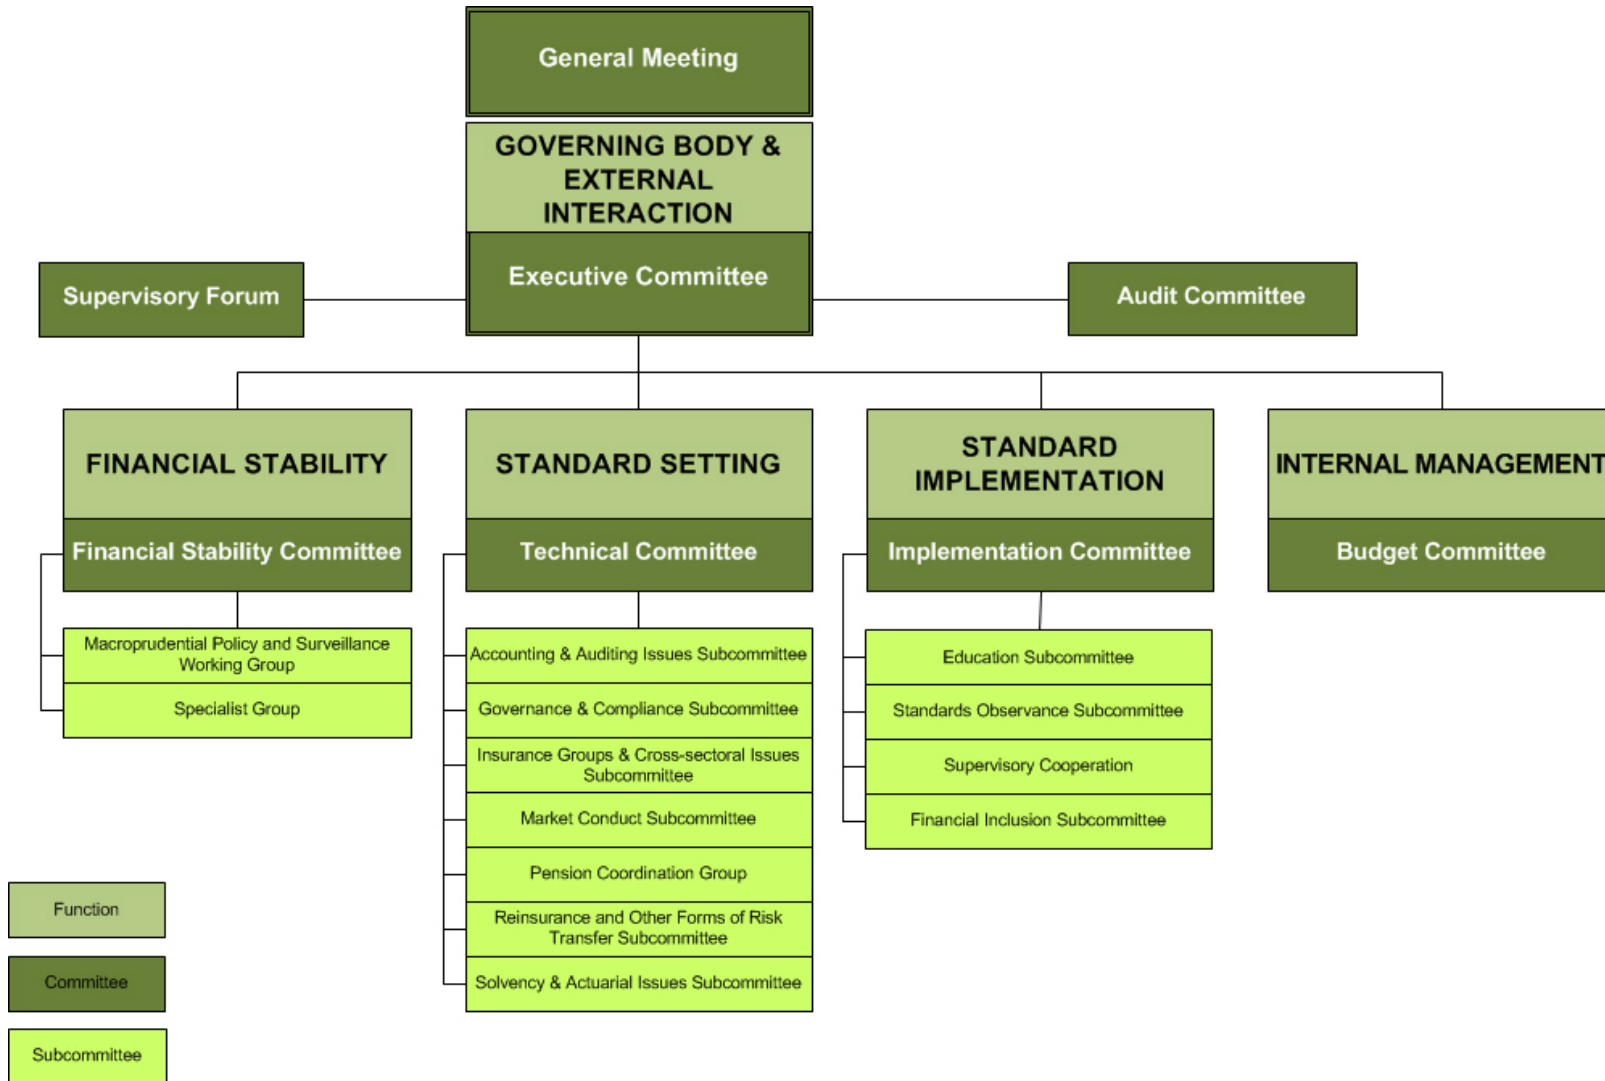 General Meeting
GOVERNING BODY &
EXTERNAL
INTERACTION
Executive Committee
Supervisory Forum
Audit Committee
FINANCIAL STABILITY
Financial Stability Committee
Macroprudential Policy and Surveillance
Working Group
Specialist Group
STANDARD SETTING
Technical Committee
Accounting & Auditing Issues Subcommittee
Governance & Compliance Subcommittee
Insurance Groups & Cross-sectoral Issues
Subcommittee
Market Conduct Subcommittee
Pension Coordination Group
Reinsurance and Other Forms of Risk
Transfer Subcommittee
Solvency & Actuarial Issues Subcommittee
STANDARD
IMPLEMENTATION
Implementation Committee
Education Subcommittee
Standards Observance Subcommittee
Supervisory Cooperation
Financial Inclusion Subcommittee
INTERNAL MANAGEMENT
Budget Committee
Function
Committee
Subcommittee